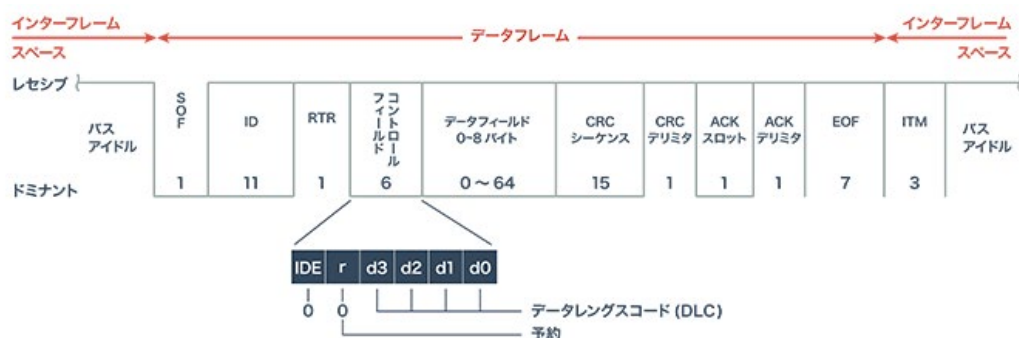 インターフレーム
スペース
データフレーム
インターフレーム
スペース
レセシブ
ドミナント
バス
アイドル
SOF
1
ID
11
RTR
1
コントロール
フィールド
6
データフィールド
0~8バイト
0～64
CRC
シーケンス
15
CRC
デリミタ
1
ACK
スロット
1
ACK
デリミタ
1
EOF
7
ITM
3
バス
アイドル
IDE r d3 d2 d1 d0
0 0
データレングスコード(DLC)
予約